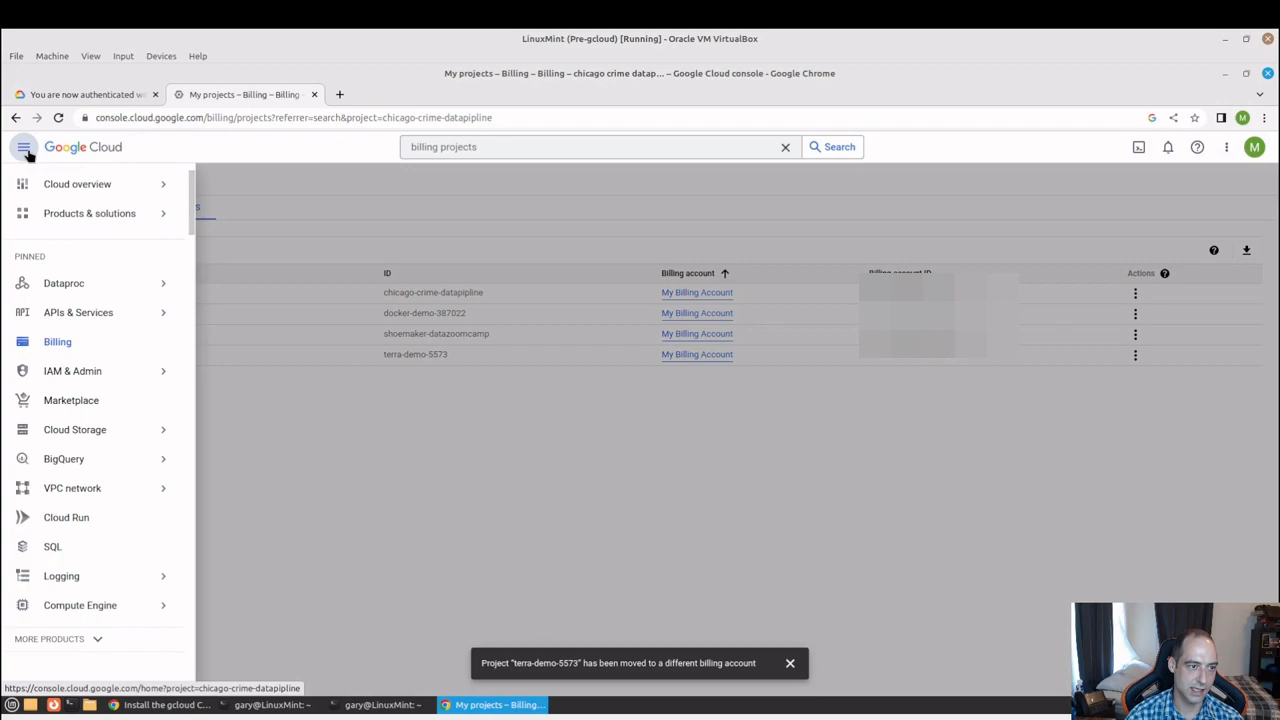 LinuxMint (Pre-gcloud) [Running] - Oracle VM VirtualBox
File Machine View Input Devices Help
My projects – Billing – Billing – chicago crime datap... – Google Cloud console - Google Chrome
You are now authenticated wi
My projects – Billing – Billing -
console.cloud.google.com/billing/projects?referrer=search&project=chicago-crime-datapipline
G
M
Google Cloud
billing projects
Search
M
Cloud overview
Products & solutions
s
PINNED
Dataproc
API APIs & Services
Billing
IAM & Admin
Marketplace
Cloud Storage
BigQuery
VPC network
Cloud Run
SQL
Logging
Compute Engine
MORE PRODUCTS
ID Billing account Billing account ID Actions
chicago-crime-datapipline My Billing Account
docker-demo-387022 My Billing Account
shoemaker-datazoomcamp My Billing Account
terra-demo-5573 My Billing Account
Project "terra-demo-5573" has been moved to a different billing account
https://console.cloud.google.com/home?project=chicago-crime-datapipline
Install the gcloud C... gary@LinuxMint: ~ gary@LinuxMint: ~ My projects – Billing...